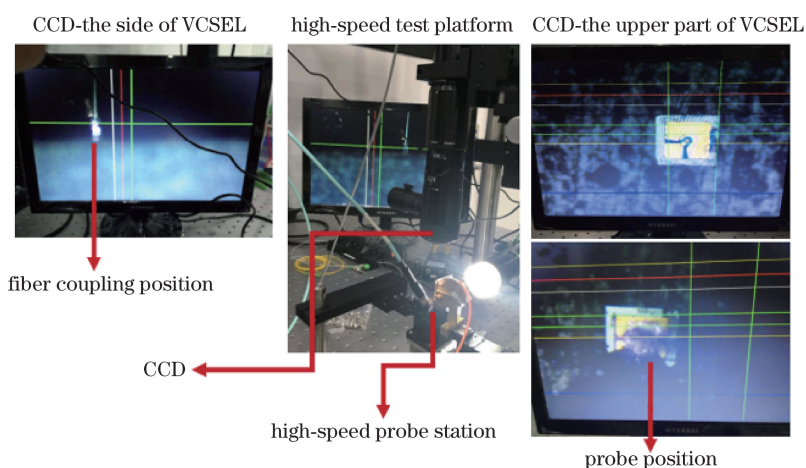 CCD-the side of VCSEL
high-speed test platform
CCD-the upper part of VCSEL
fiber coupling position
CCD
high-speed probe station
probe position
HYUNDAI